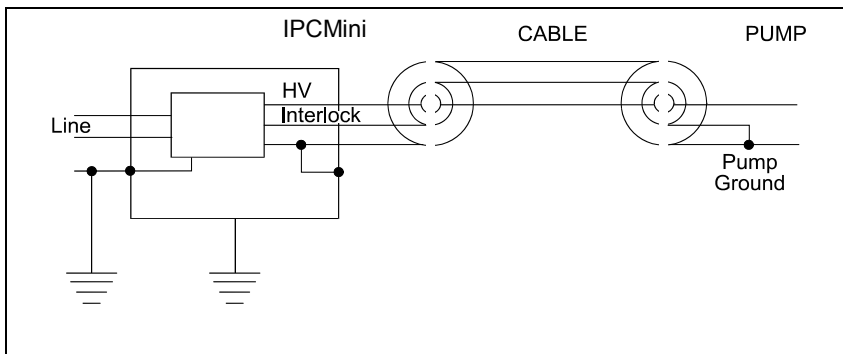 IPCMini
CABLE
PUMP
HV
Interlock
Line
Pump
Ground